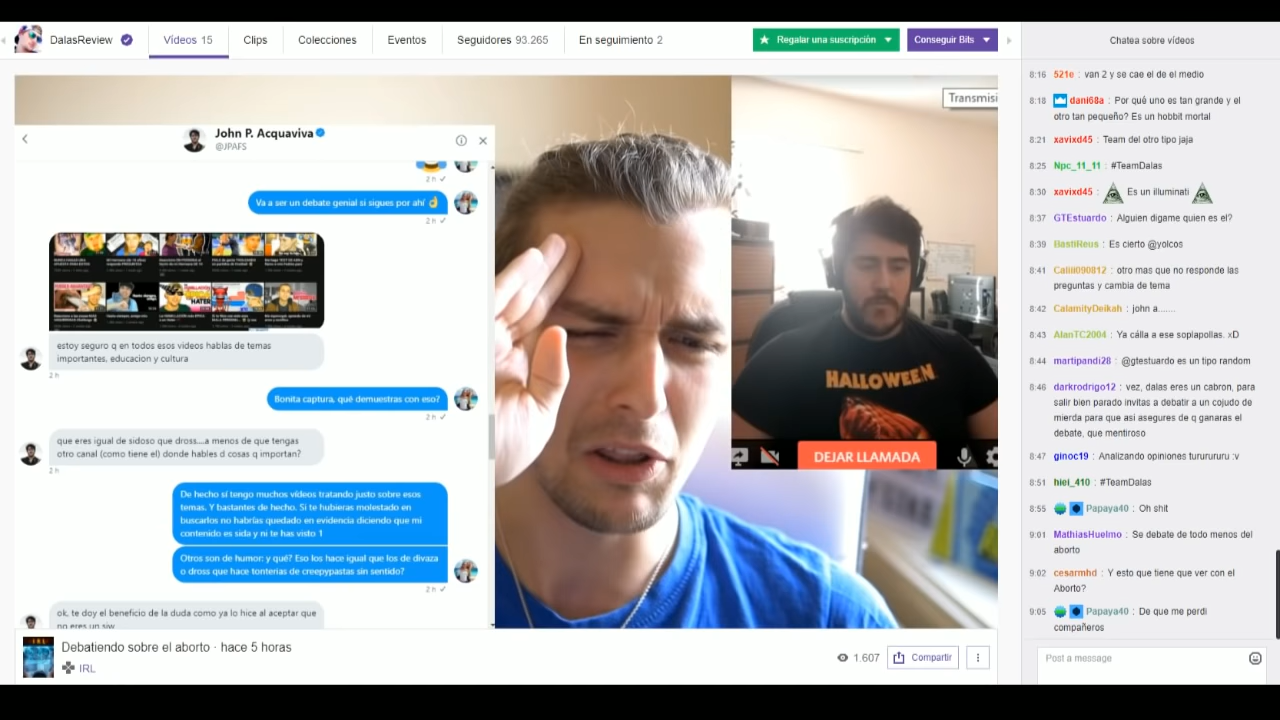 DalasReview
Vídeos 15
Clips
Colecciones
Eventos
Seguidores 93.265
En seguimiento 2
Regalar una suscripción
Conseguir Bits
Chatea sobre vídeos
Transmisi
John P. Acquaviva
@JPAFS
2 h ✓
Va a ser un debate genial si sigues por ahí 👌
2 h ✓
estoy seguro q en todos esos videos hablas de temas
importantes, educacion y cultura
2 h
Bonita captura, qué demuestras con eso?
2 h ✓
que eres igual de sidoso que dross....a menos de que tengas
otro canal (como tiene el) donde hables d cosas q importan?
2 h
De hecho sí tengo muchos vídeos tratando justo sobre esos
temas. Y bastantes de hecho. Si te hubieras molestado en
buscarlos no habrías quedado en evidencia diciendo que mi
contenido es sida y ni te has visto 1
Otros son de humor: y qué? Eso los hace igual que los de divaza
o dross que hace tonterias de creepypastas sin sentido?
2 h ✓
ok, te doy el beneficio de la duda como ya lo hice al aceptar que
no eres un sjw
HALLOWEEN
DEJAR LLAMADA
Debatiendo sobre el aborto · hace 5 horas
IRL
1.607
Compartir
8:16 521e : van 2 y se cae el de el medio
8:18 dani68a : Por qué uno es tan grande y el
otro tan pequeño? Es un hobbit mortal
8:21 xavixd45 : Team del otro tipo jaja
8:25 Npc_11_11 : #TeamDalas
8:30 xavixd45 : Es un illuminati
8:37 GTEstuardo : Alguien digame quien es el?
8:39 BastiReus : Es cierto @yolcos
8:41 Callil090812 : otro mas que no responde las
preguntas y cambia de tema
8:42 CalamityDeikah : john a.......
8:43 AlanTC2004 : Ya cálla a ese soplapollas. xD
8:44 martipandi28 : @gtestuardo es un tipo random
8:46 darkrodrigo12 : vez, dalas eres un cabron, para
salir bien parado invitas a debatir a un cojudo de
mierda para que asi asegures de q ganaras el
debate, que mentiroso
8:47 ginoc19 : Analizando opiniones tururururu :v
8:51 hiei_410 : #TeamDalas
8:55 Papaya40 : Oh shit
9:01 MathiasHuelmo : Se debate de todo menos del
aborto
9:02 cesarmhd : Y esto que tiene que ver con el
Aborto?
9:05 Papaya40 : De que me perdi
compañeros
Post a message